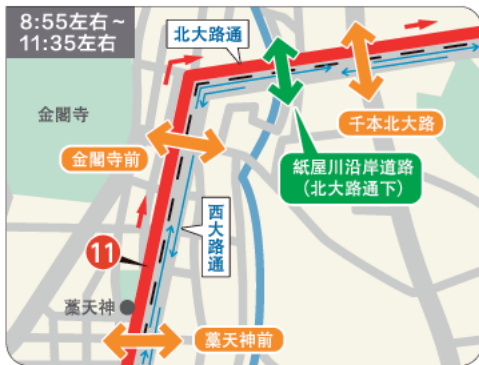 8:55左右~
11:35左右
北大路通
金閣寺
千本北大路
金閣寺前
紙屋川沿岸道路
(北大路通下)
西大路通
11
藁天神
藁天神前